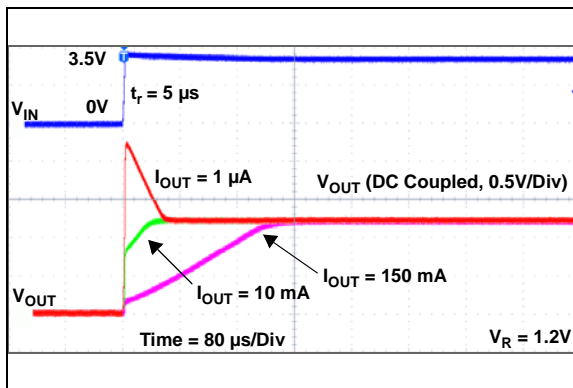 3.5V
T
t_r = 5 µs
V_IN
0V
I_OUT = 1 µA
V_OUT (DC Coupled, 0.5V/Div)
I_OUT = 150 mA
I_OUT = 10 mA
V_OUT
Time = 80 µs/Div
V_R = 1.2V